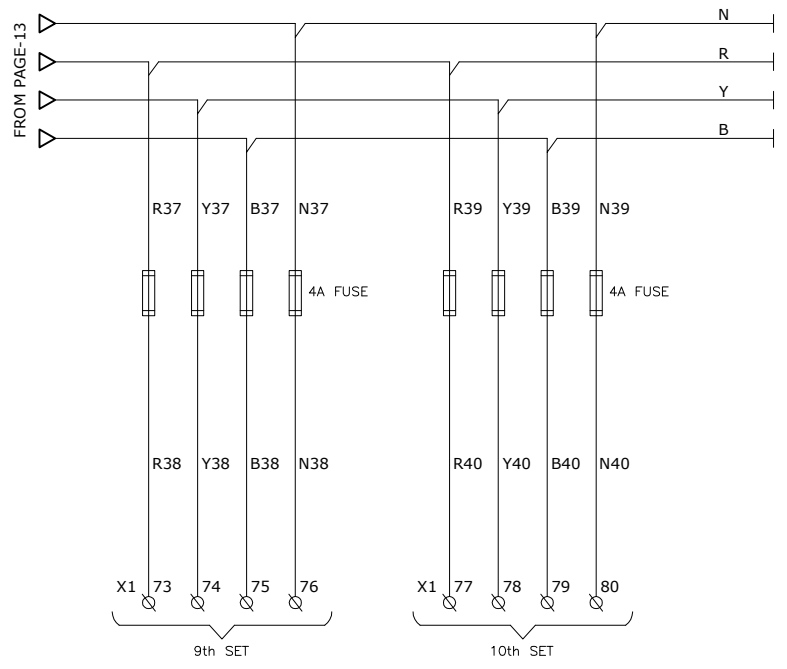 FROM PAGE-13
N
R
Y
B
R37 Y37 B37 N37 R39 Y39 B39 N39
4A FUSE 4A FUSE
R38 Y38 B38 N38 R40 Y40 B40 N40
X1 73 74 75 76 X1 77 78 79 80
9th SET 10th SET